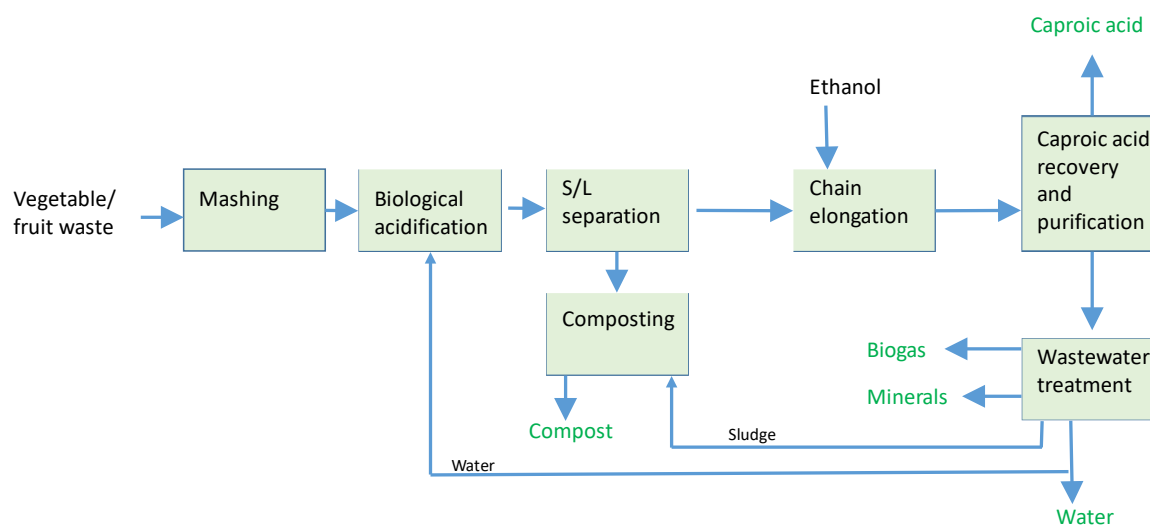 Caproic acid
Ethanol
Vegetable/
fruit waste
Mashing
Biological
acidification
S/L
separation
Chain
elongation
Caproic acid
recovery
and
purification
Composting
Biogas
Minerals
Wastewater
treatment
Compost
Sludge
Water
Water